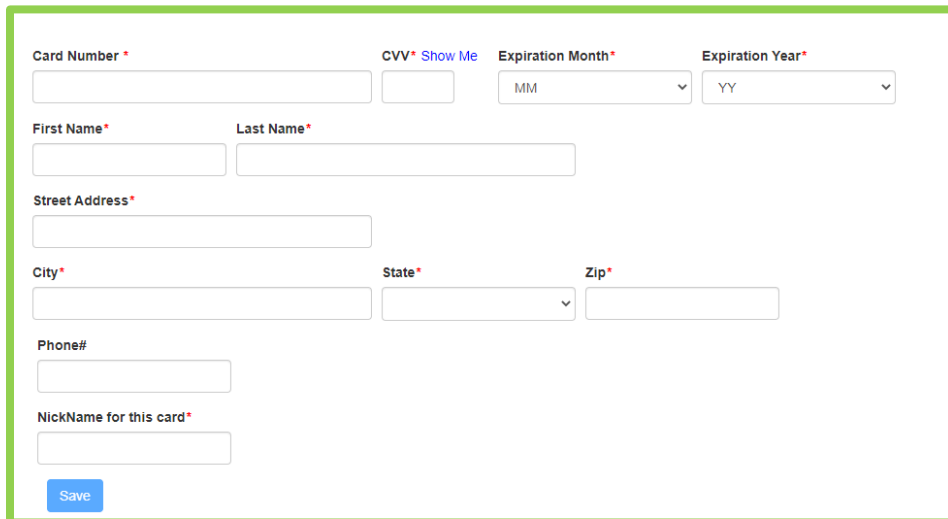 Card Number * CVV* Show Me Expiration Month* Expiration Year*
MM YY
First Name* Last Name*
Street Address*
City* State* Zip*
Phone#
NickName for this card*
Save